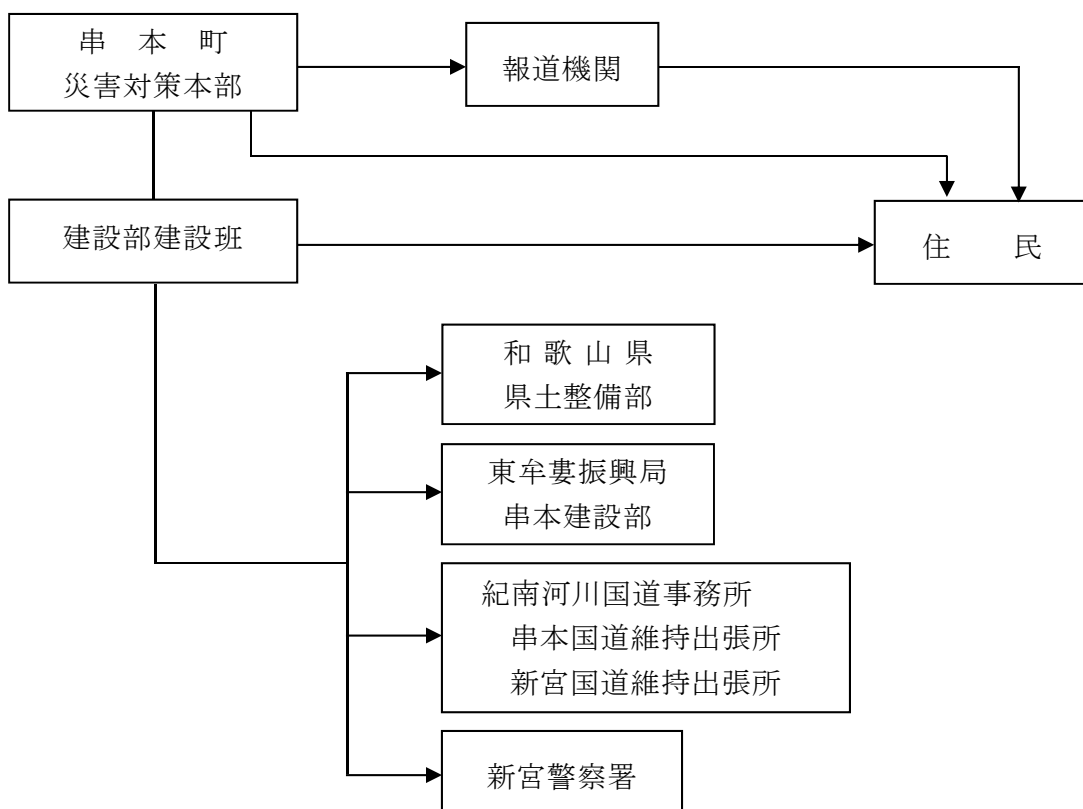 串 本 町
災害対策本部
報道機関
建設部建設班
住 民
和歌山県
県土整備部
東牟婁振興局
串本建設部
紀南河川国道事務所
串本国道維持出張所
新宮国道維持出張所
新宮警察署